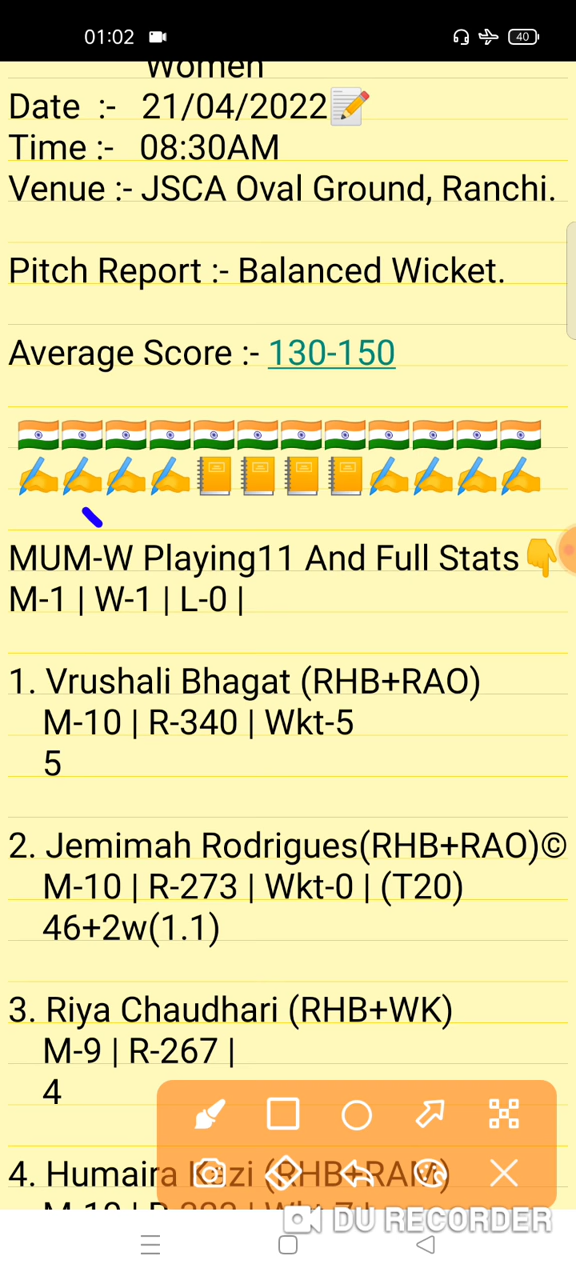 01:02
40
Women
Date :- 21/04/2022
Time :- 08:30AM
Venue :- JSCA Oval Ground, Ranchi.
Pitch Report :- Balanced Wicket.
Average Score :- 130-150
MUM-W Playing11 And Full Stats
M-1 | W-1 | L-0 |
1. Vrushali Bhagat (RHB+RAO)
M-10 | R-340 | Wkt-5
5
2. Jemimah Rodrigues(RHB+RAO)©
M-10 | R-273 | Wkt-0 | (T20)
46+2w(1.1)
3. Riya Chaudhari (RHB+WK)
M-9 | R-267 |
4
4. Humaira Kazi (RHB+RAM)
DU RECORDER